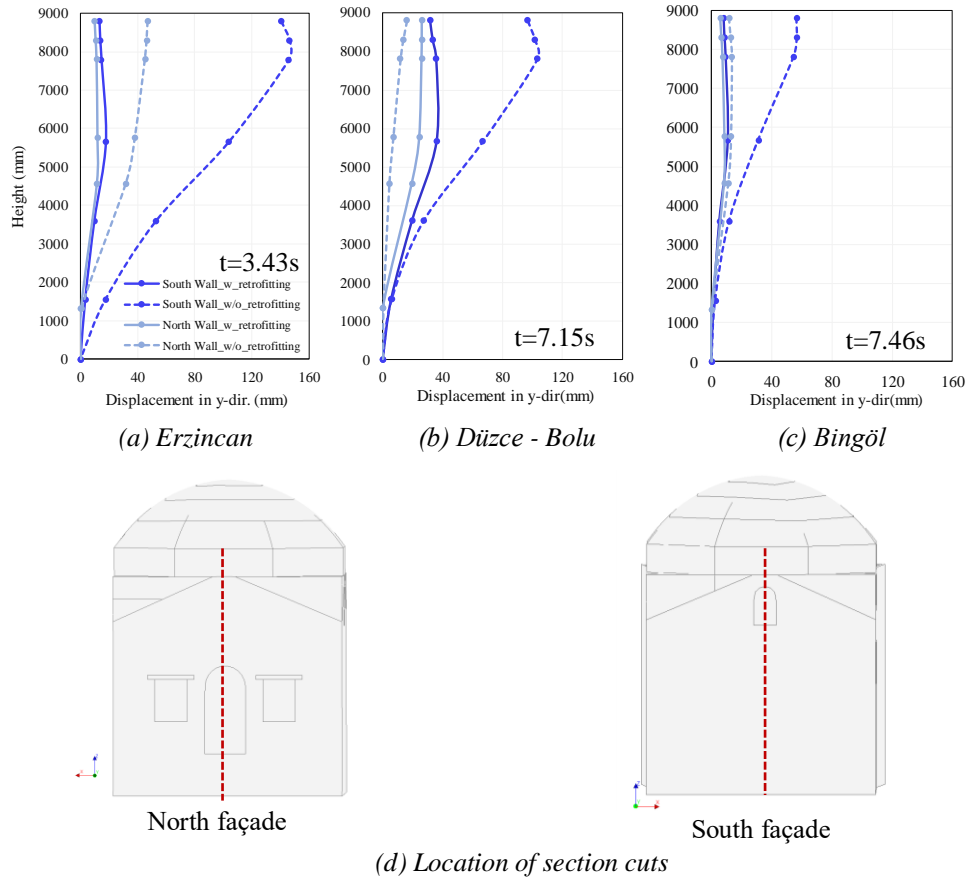 9000
8000
7000
6000
5000
4000
3000
2000
1000
0
Height (mm)
0 40 80 120 160
Displacement in y-dir. (mm)
t=3.43s
South Wall_w_retrofitting
South Wall_w/o_retrofitting
North Wall_w_retrofitting
North Wall_w/o_retrofitting
(a) Erzincan
9000
8000
7000
6000
5000
4000
3000
2000
1000
0
0 40 80 120 160
Displacement in y-dir(mm)
t=7.15s
(b) Düzce - Bolu
9000
8000
7000
6000
5000
4000
3000
2000
1000
0
0 40 80 120 160
Displacement in y-dir(mm)
t=7.46s
(c) Bingöl
North façade
South façade
(d) Location of section cuts